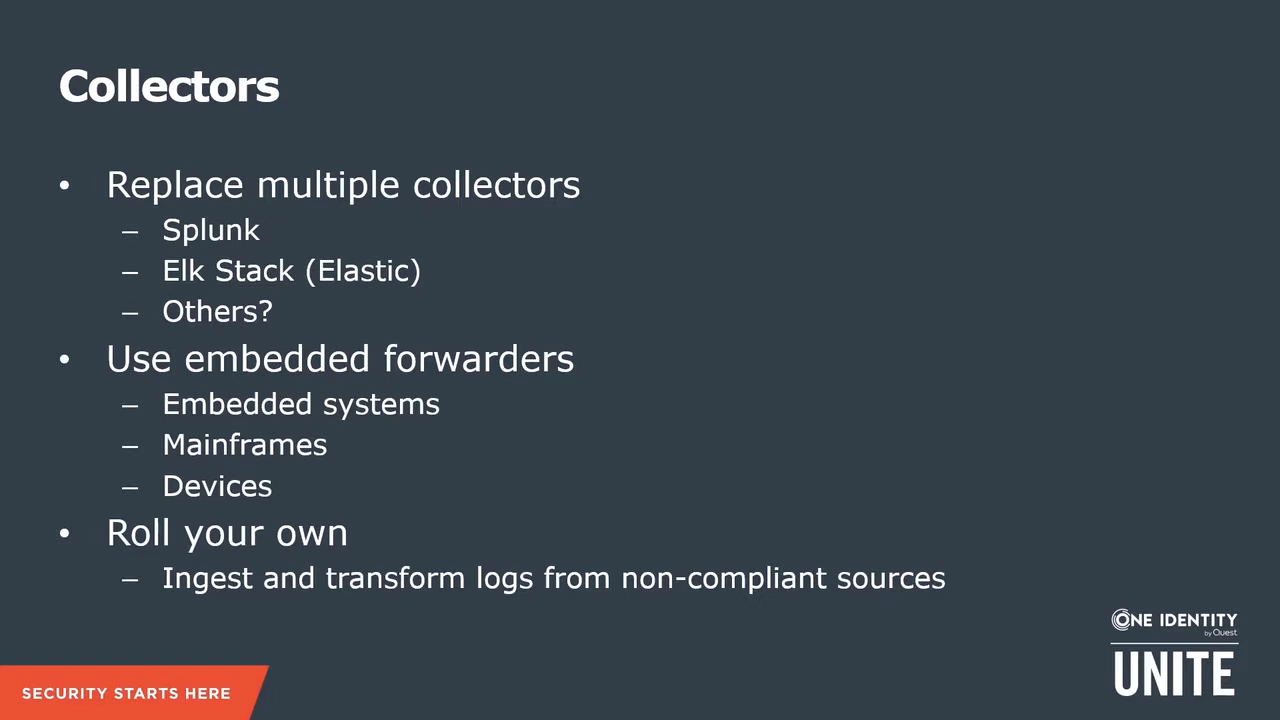 Collectors
• Replace multiple collectors
– Splunk
– Elk Stack (Elastic)
– Others?
• Use embedded forwarders
– Embedded systems
– Mainframes
– Devices
• Roll your own
– Ingest and transform logs from non-compliant sources
ONE IDENTITY
by Quest
UNITE
SECURITY STARTS HERE